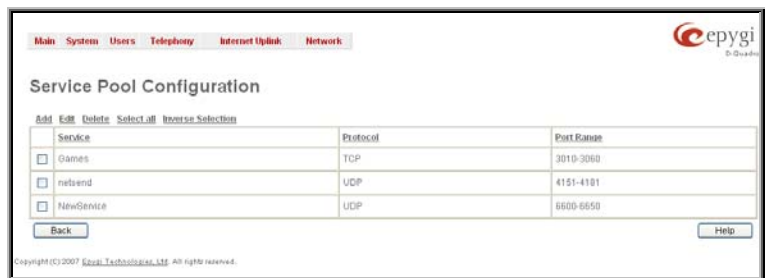 Main System Users Telephony Internet Uplink Network
epygi
D-Quadro
Service Pool Configuration
Add Edit Delete Select all Inverse Selection
Service Protocol Port Range
Games TCP 3010-3060
netsend UDP 4151-4181
NewService UDP 6600-6650
Back Help
Copyright (C) 2007 Epygi Technologies, Ltd. All rights reserved.